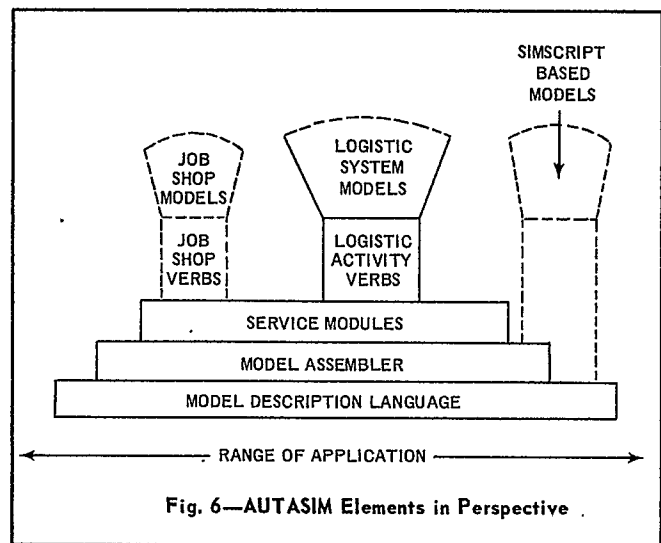 SIMSCRIPT
BASED
MODELS
JOB
SHOP
MODELS
LOGISTIC
SYSTEM
MODELS
JOB
SHOP
VERBS
LOGISTIC
ACTIVITY
VERBS
SERVICE MODULES
MODEL ASSEMBLER
MODEL DESCRIPTION LANGUAGE
RANGE OF APPLICATION
Fig. 6—AUTASIM Elements in Perspective